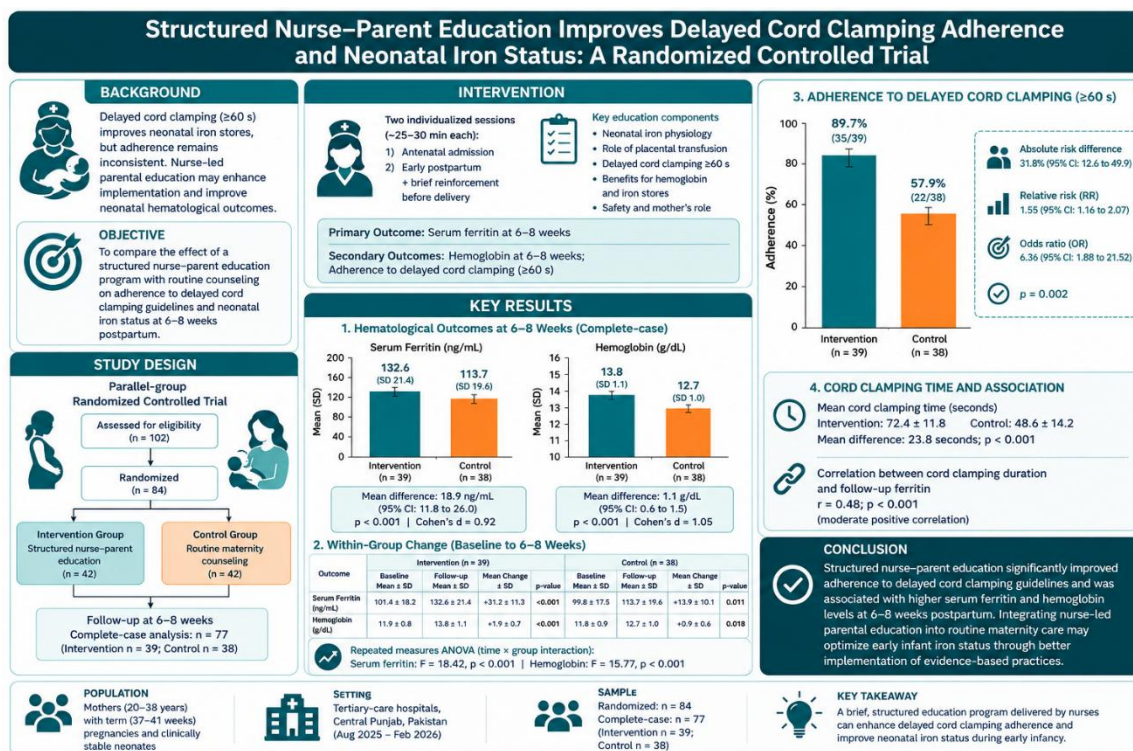 Structured Nurse–Parent Education Improves Delayed Cord Clamping Adherence
and Neonatal Iron Status: A Randomized Controlled Trial
BACKGROUND
Delayed cord clamping (≥60 s)
improves neonatal iron stores,
but adherence remains
inconsistent. Nurse-led
parental education may enhance
implementation and improve
neonatal hematological outcomes.
OBJECTIVE
To compare the effect of a
structured nurse–parent education
program with routine counseling
on adherence to delayed cord
clamping guidelines and neonatal
iron status at 6–8 weeks
postpartum.
STUDY DESIGN
Parallel-group
Randomized Controlled Trial
Assessed for eligibility
(n = 102)
Randomized
(n = 84)
Intervention Group
Structured nurse–parent
education
(n = 42)
Control Group
Routine maternity
counseling
(n = 42)
Follow-up at 6–8 weeks
Complete-case analysis: n = 77
(Intervention n = 39; Control n = 38)
INTERVENTION
Two individualized sessions
(~25–30 min each):
1) Antenatal admission
2) Early postpartum
+ brief reinforcement
before delivery
Key education components
• Neonatal iron physiology
• Role of placental transfusion
• Delayed cord clamping ≥60 s
• Benefits for hemoglobin
and iron stores
• Safety and mother's role
Primary Outcome: Serum ferritin at 6–8 weeks
Secondary Outcomes: Hemoglobin at 6–8 weeks;
Adherence to delayed cord clamping (≥60 s)
KEY RESULTS
1. Hematological Outcomes at 6–8 Weeks (Complete-case)
Serum Ferritin (ng/mL)
Mean (SD)
200
160
120
80
40
0
132.6
(SD 21.4)
113.7
(SD 19.6)
Intervention
(n = 39)
Control
(n = 38)
Mean difference: 18.9 ng/mL
(95% CI: 11.8 to 26.0)
p < 0.001 | Cohen's d = 0.92
Hemoglobin (g/dL)
Mean (SD)
16
15
14
13
12
11
10
13.8
(SD 1.1)
12.7
(SD 1.0)
Intervention
(n = 39)
Control
(n = 38)
Mean difference: 1.1 g/dL
(95% CI: 0.6 to 1.5)
p < 0.001 | Cohen's d = 1.05
2. Within-Group Change (Baseline to 6–8 Weeks)
Outcome Intervention (n = 39) Control (n = 38)
Baseline Mean ± SD Follow-up Mean ± SD Mean Change ± SD p-value Baseline Mean ± SD Follow-up Mean ± SD Mean Change ± SD p-value
Serum Ferritin (ng/mL) 101.4 ± 18.2 132.6 ± 21.4 +31.2 ± 11.3 <0.001 99.8 ± 17.5 113.7 ± 19.6 +13.9 ± 10.1 0.011
Hemoglobin (g/dL) 11.9 ± 0.8 13.8 ± 1.1 +1.9 ± 0.7 <0.001 11.8 ± 0.9 12.7 ± 1.0 +0.9 ± 0.6 0.018
Repeated measures ANOVA (time × group interaction):
Serum ferritin: F = 18.42, p < 0.001 | Hemoglobin: F = 15.77, p < 0.001
3. ADHERENCE TO DELAYED CORD CLAMPING (≥60 s)
Adherence (%)
100
80
60
40
20
0
89.7%
(35/39)
57.9%
(22/38)
Intervention
(n = 39)
Control
(n = 38)
Absolute risk difference
31.8% (95% CI: 12.6 to 49.9)
Relative risk (RR)
1.55 (95% CI: 1.16 to 2.07)
Odds ratio (OR)
6.36 (95% CI: 1.88 to 21.52)
p = 0.002
4. CORD CLAMPING TIME AND ASSOCIATION
Mean cord clamping time (seconds)
Intervention: 72.4 ± 11.8 Control: 48.6 ± 14.2
Mean difference: 23.8 seconds; p < 0.001
Correlation between cord clamping duration
and follow-up ferritin
r = 0.48; p < 0.001
(moderate positive correlation)
CONCLUSION
Structured nurse–parent education significantly improved
adherence to delayed cord clamping guidelines and was
associated with higher serum ferritin and hemoglobin
levels at 6–8 weeks postpartum. Integrating nurse-led
parental education into routine maternity care may
optimize early infant iron status through better
implementation of evidence-based practices.
POPULATION
Mothers (20–38 years)
with term (37–41 weeks)
pregnancies and clinically
stable neonates
SETTING
Tertiary-care hospitals,
Central Punjab, Pakistan
(Aug 2025 – Feb 2026)
SAMPLE
Randomized: n = 84
Complete-case: n = 77
(Intervention n = 39;
Control n = 38)
KEY TAKEAWAY
A brief, structured education program delivered by nurses
can enhance delayed cord clamping adherence and
improve neonatal iron status during early infancy.